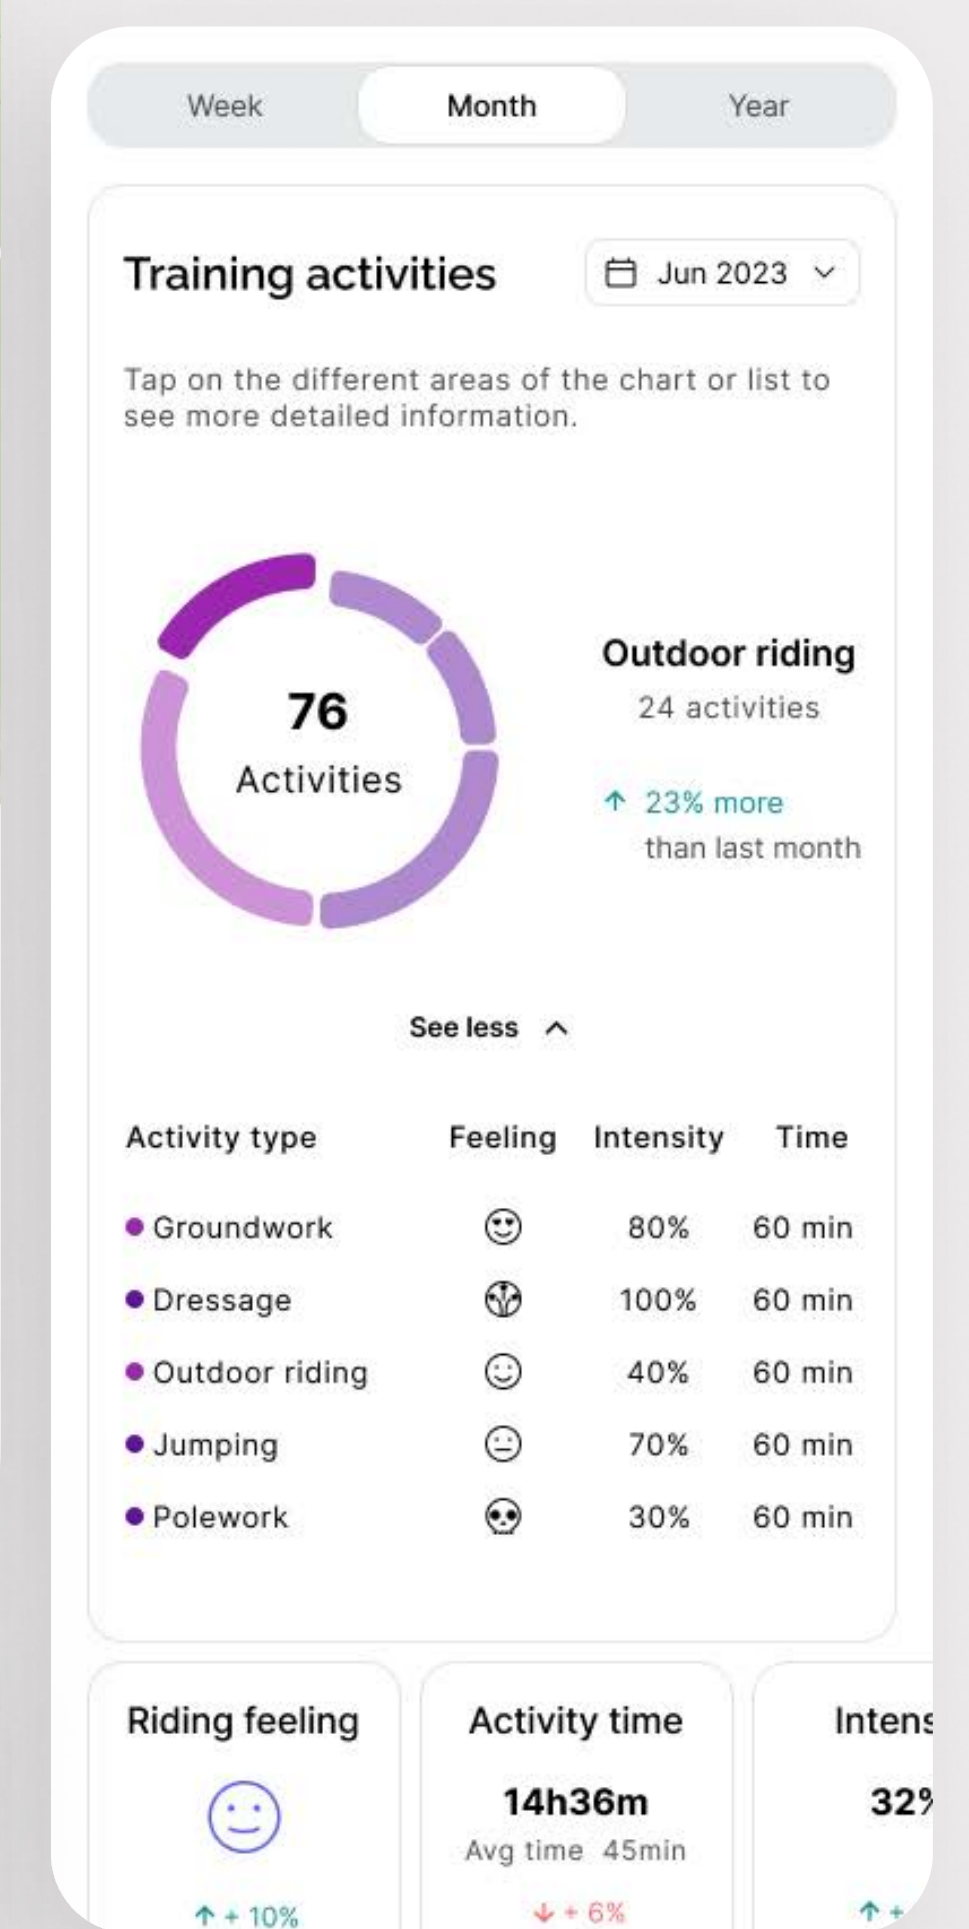 Week Month Year
Training activities
Jun 2023
Tap on the different areas of the chart or list to
see more detailed information.
76
Activities
Outdoor riding
24 activities
↑ 23% more
than last month
See less
Activity type Feeling Intensity Time
Groundwork 80% 60 min
Dressage 100% 60 min
Outdoor riding 40% 60 min
Jumping 70% 60 min
Polework 30% 60 min
Riding feeling
↑ + 10%
Activity time
14h36m
Avg time 45min
↓ + 6%
Intens
32%
↑ +